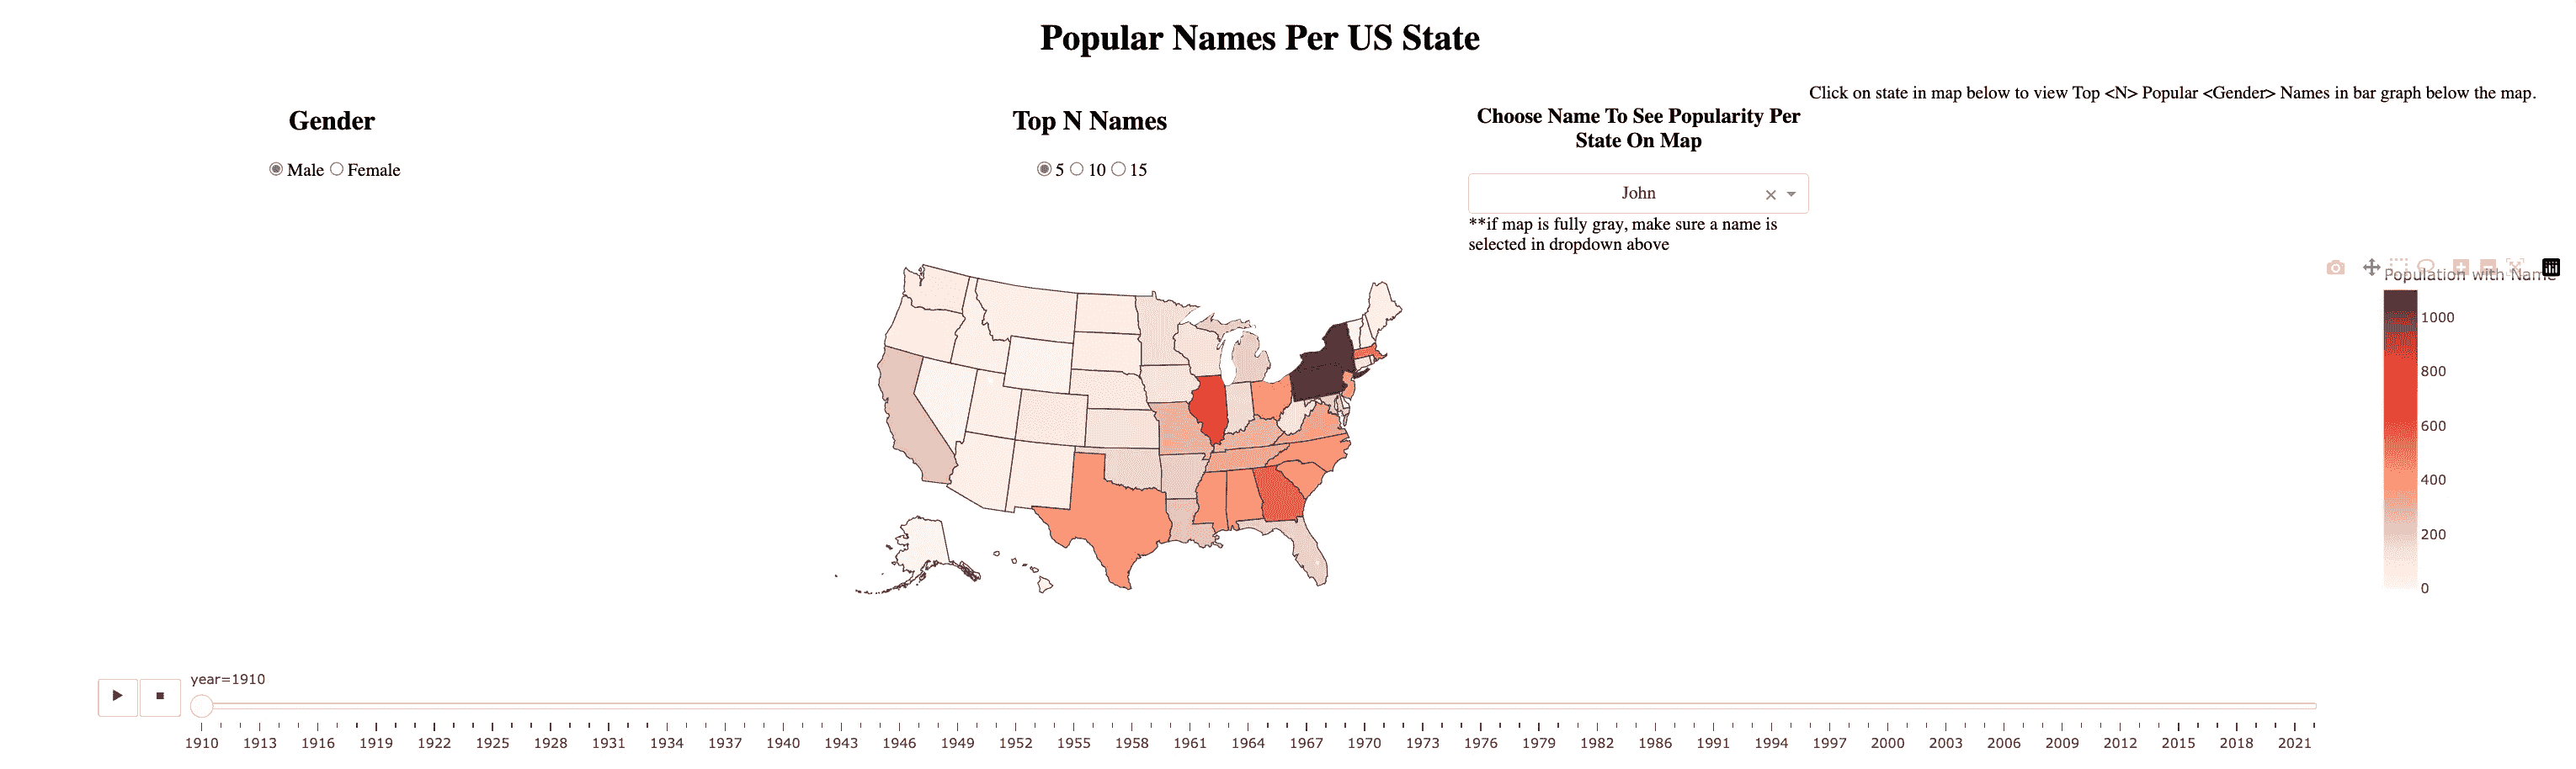 Popular Names Per US State
Click on state in map below to view Top <N> Popular <Gender> Names in bar graph below the map.
Gender
Male Female
Top N Names
5 10 15
Choose Name To See Popularity Per
State On Map
John
**if map is fully gray, make sure a name is
selected in dropdown above
Population with Name
1000
800
600
400
200
0
year=1910
1910 1913 1916 1919 1922 1925 1928 1931 1934 1937 1940 1943 1946 1949 1952 1955 1958 1961 1964 1967 1970 1973 1976 1979 1982 1986 1991 1994 1997 2000 2003 2006 2009 2012 2015 2018 2021